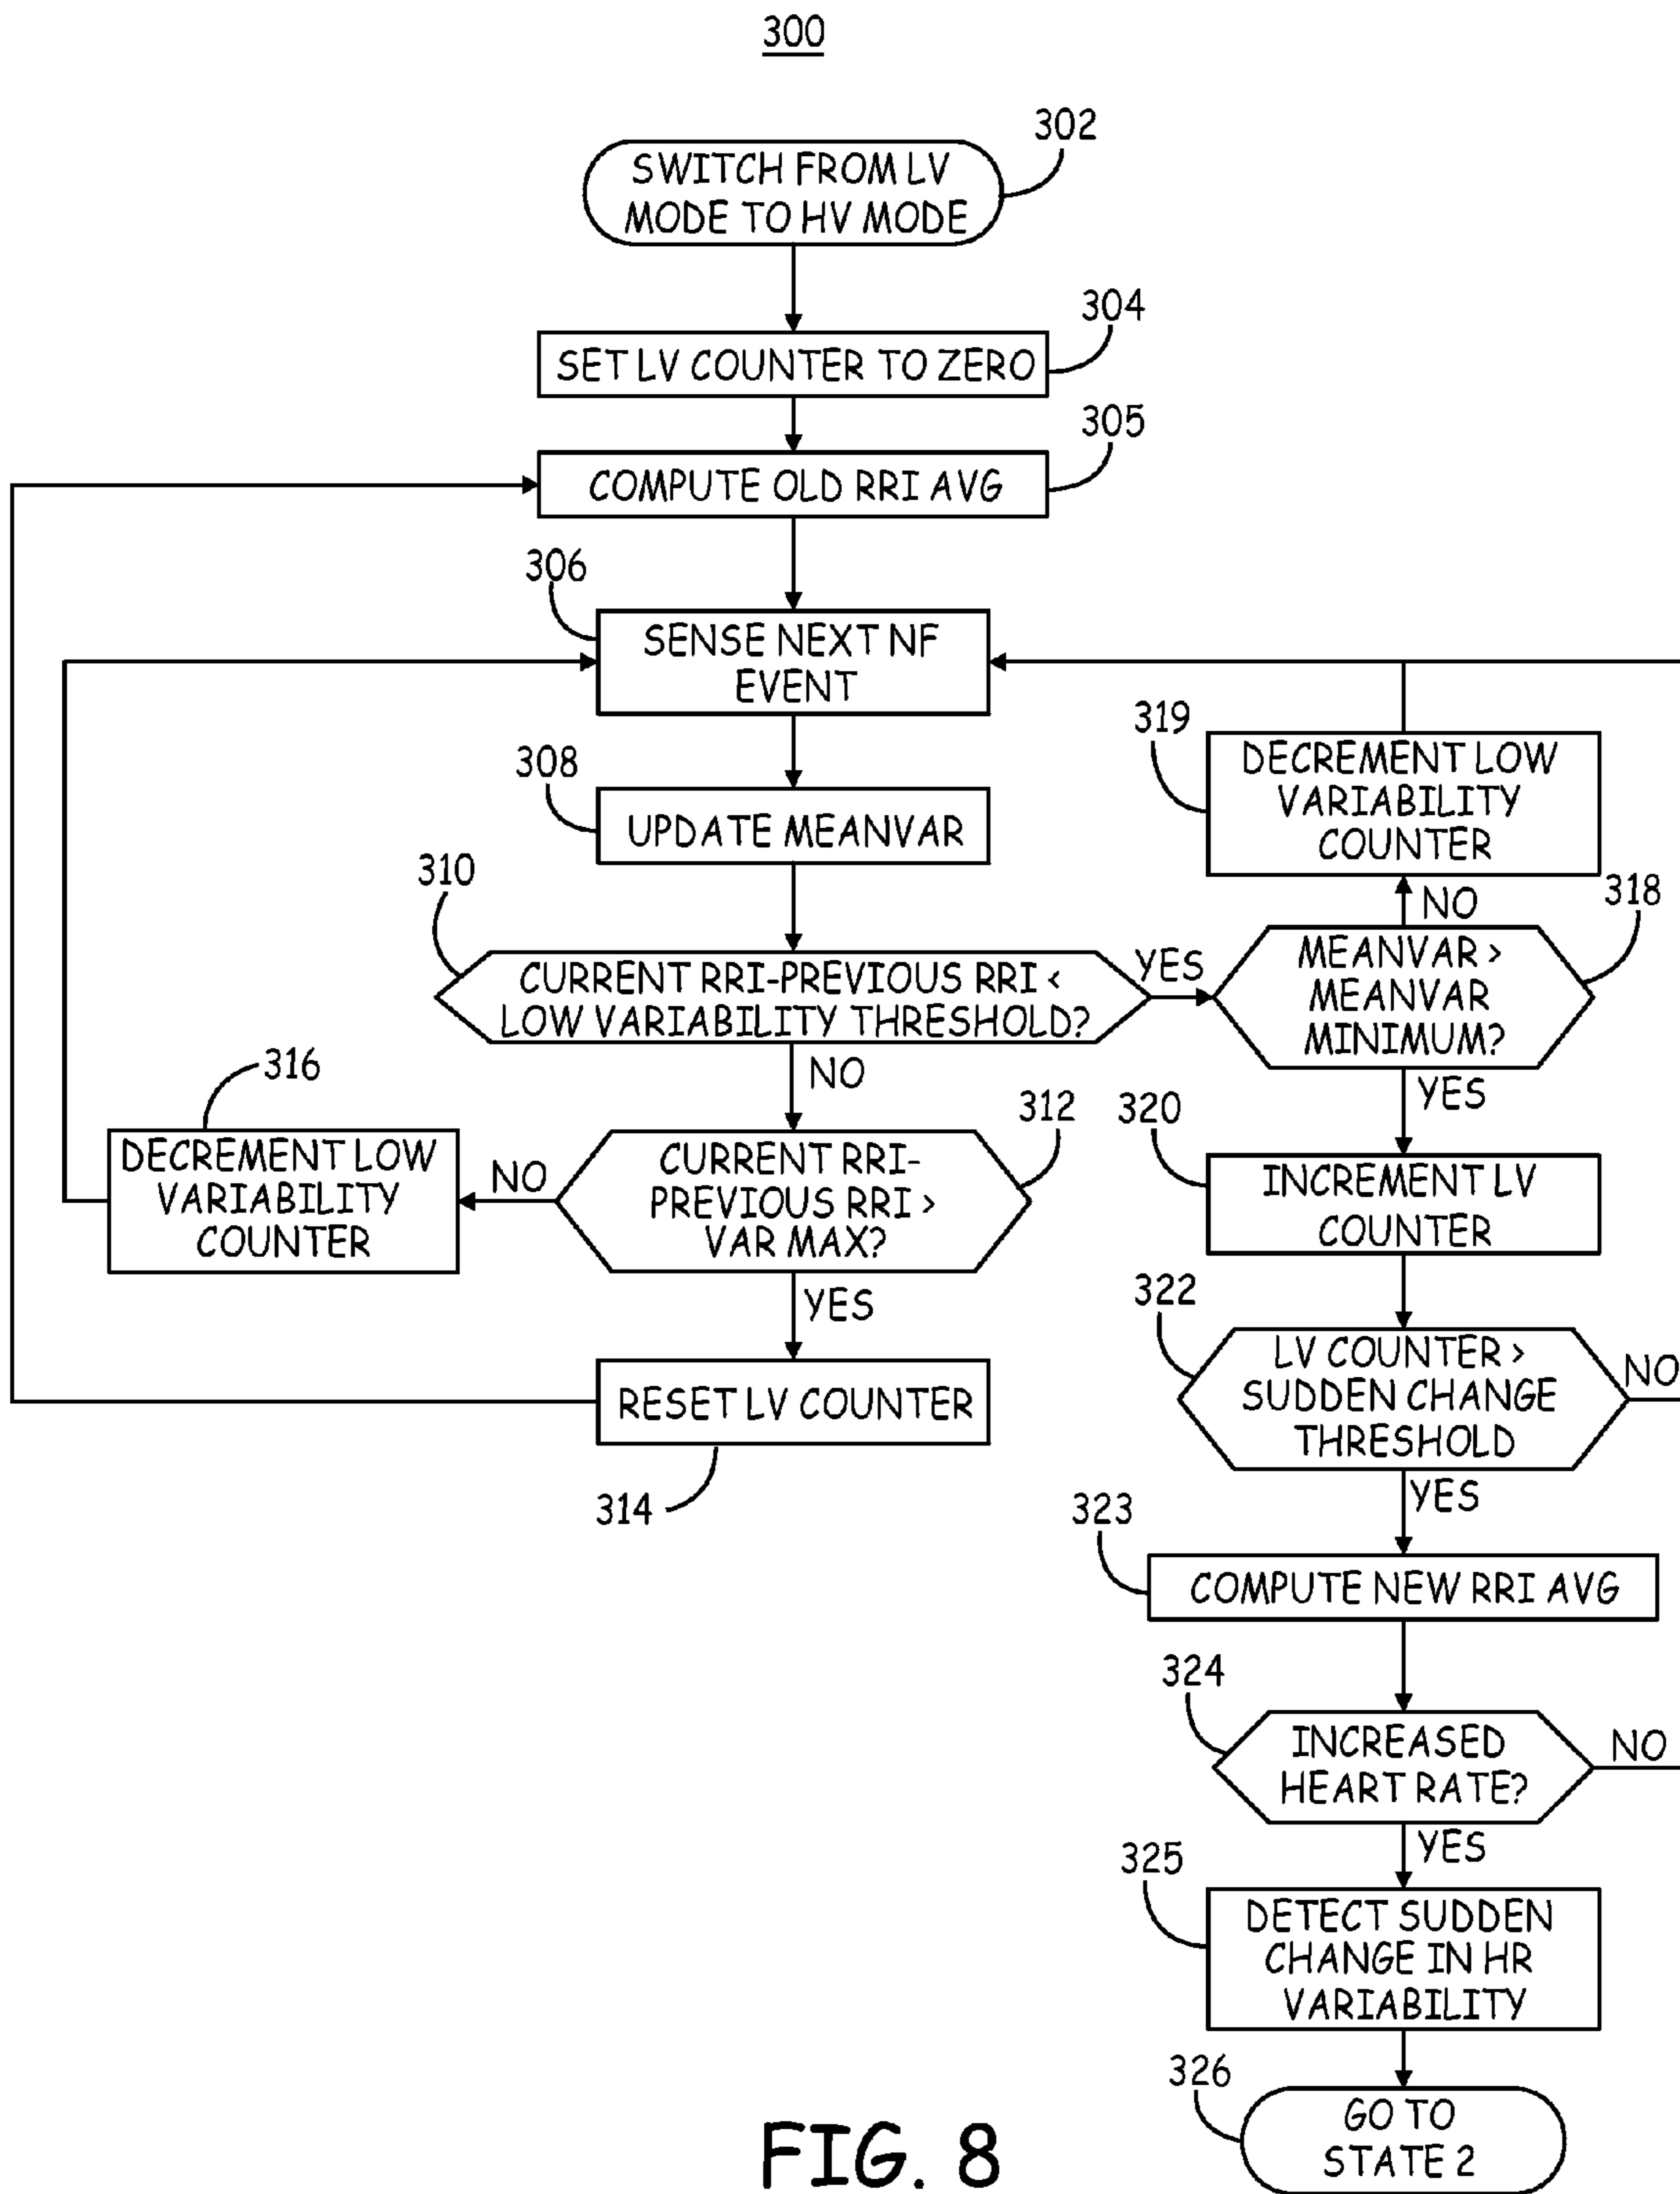 300
302
SWITCH FROM LV
MODE TO HV MODE
304
SET LV COUNTER TO ZERO
305
COMPUTE OLD RRI AVG
306
SENSE NEXT NF
EVENT
308
UPDATE MEANVAR
310
CURRENT RRI-PREVIOUS RRI <
LOW VARIABILITY THRESHOLD?
YES
NO
312
CURRENT RRI-
PREVIOUS RRI >
VAR MAX?
NO
316
DECREMENT LOW
VARIABILITY
COUNTER
YES
RESET LV COUNTER
314
319
DECREMENT LOW
VARIABILITY
COUNTER
NO
318
MEANVAR >
MEANVAR
MINIMUM?
YES
320
INCREMENT LV
COUNTER
322
LV COUNTER >
SUDDEN CHANGE
THRESHOLD
NO
YES
323
COMPUTE NEW RRI AVG
324
INCREASED
HEART RATE?
NO
YES
325
DETECT SUDDEN
CHANGE IN HR
VARIABILITY
326
GO TO
STATE 2
FIG. 8